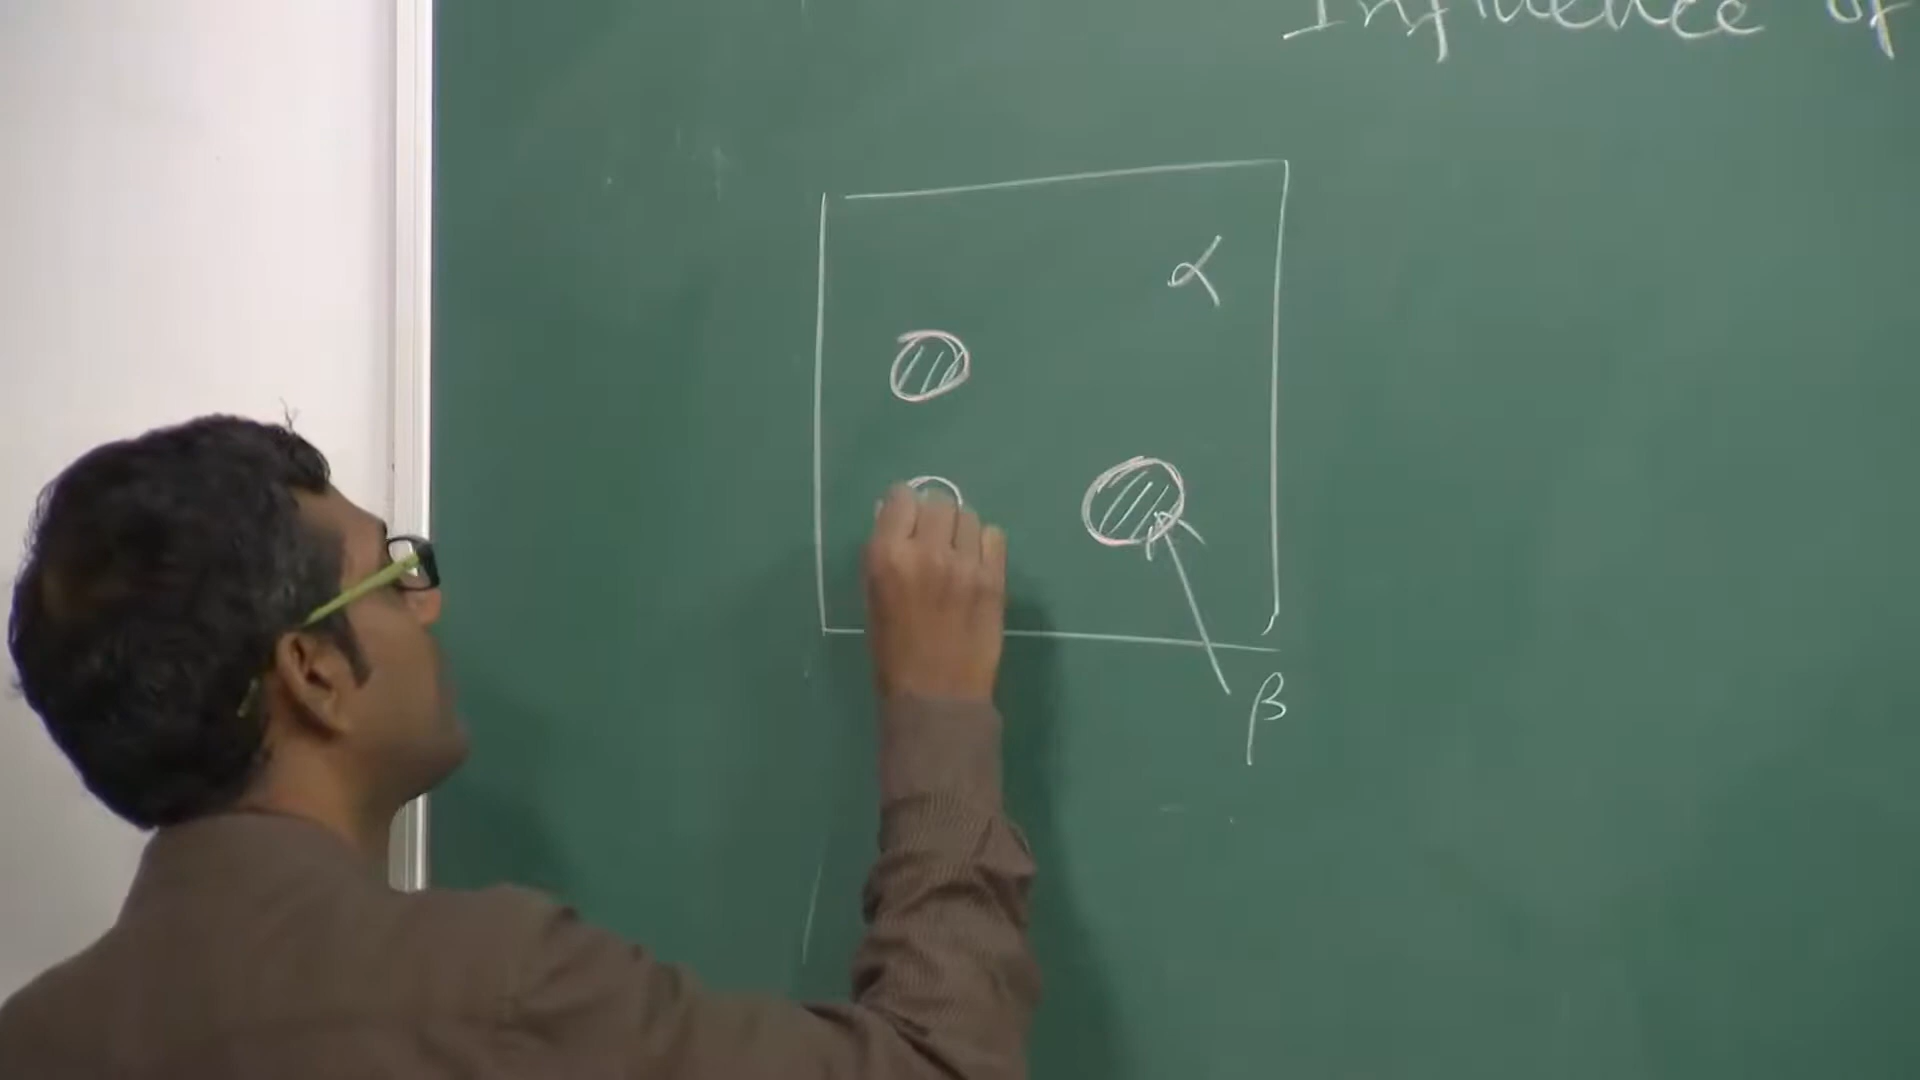 Influence of
α
β